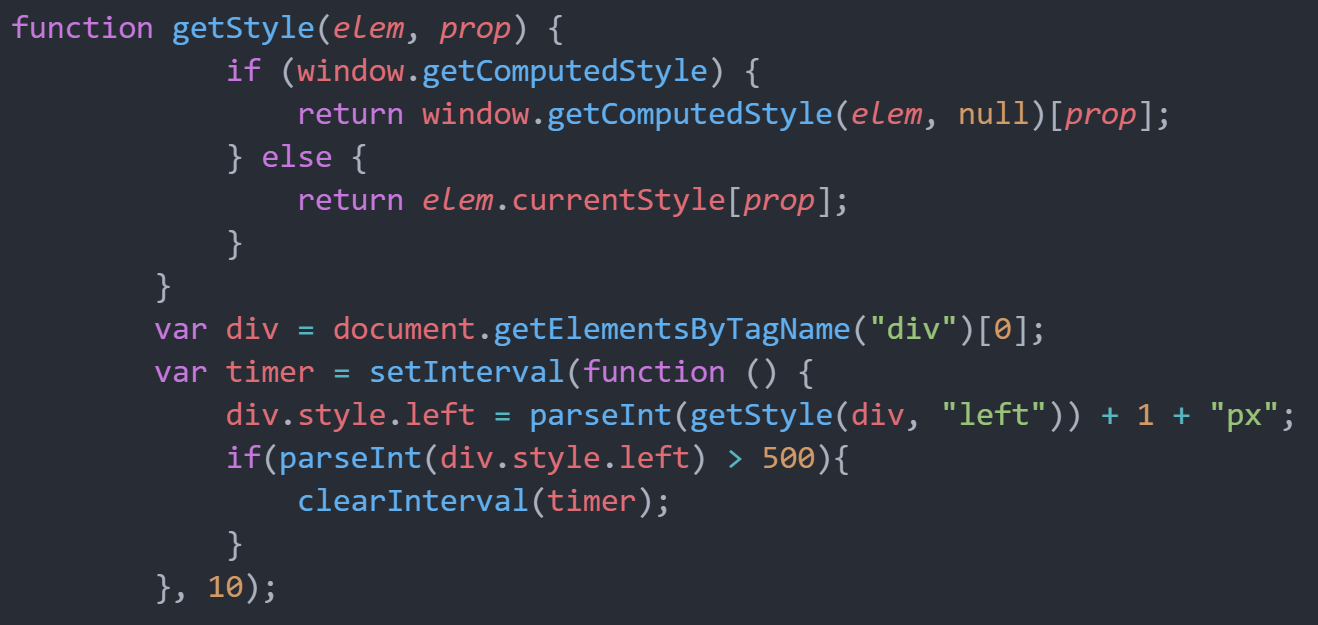 function getStyle(elem, prop) {
            if (window.getComputedStyle) {
                return window.getComputedStyle(elem, null)[prop];
            } else {
                return elem.currentStyle[prop];
            }
        }
        var div = document.getElementsByTagName("div")[0];
        var timer = setInterval(function () {
            div.style.left = parseInt(getStyle(div, "left")) + 1 + "px";
            if(parseInt(div.style.left) > 500){
                clearInterval(timer);
            }
        }, 10);